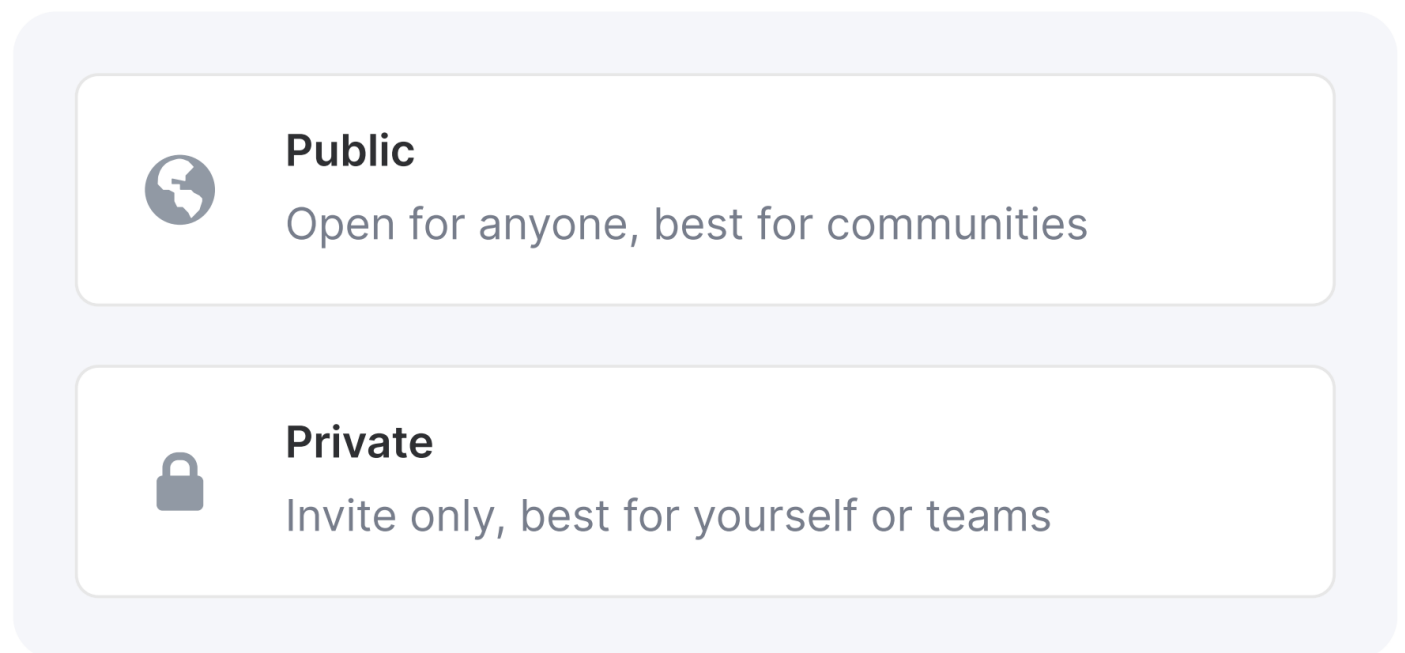 Public
Open for anyone, best for communities
Private
Invite only, best for yourself or teams